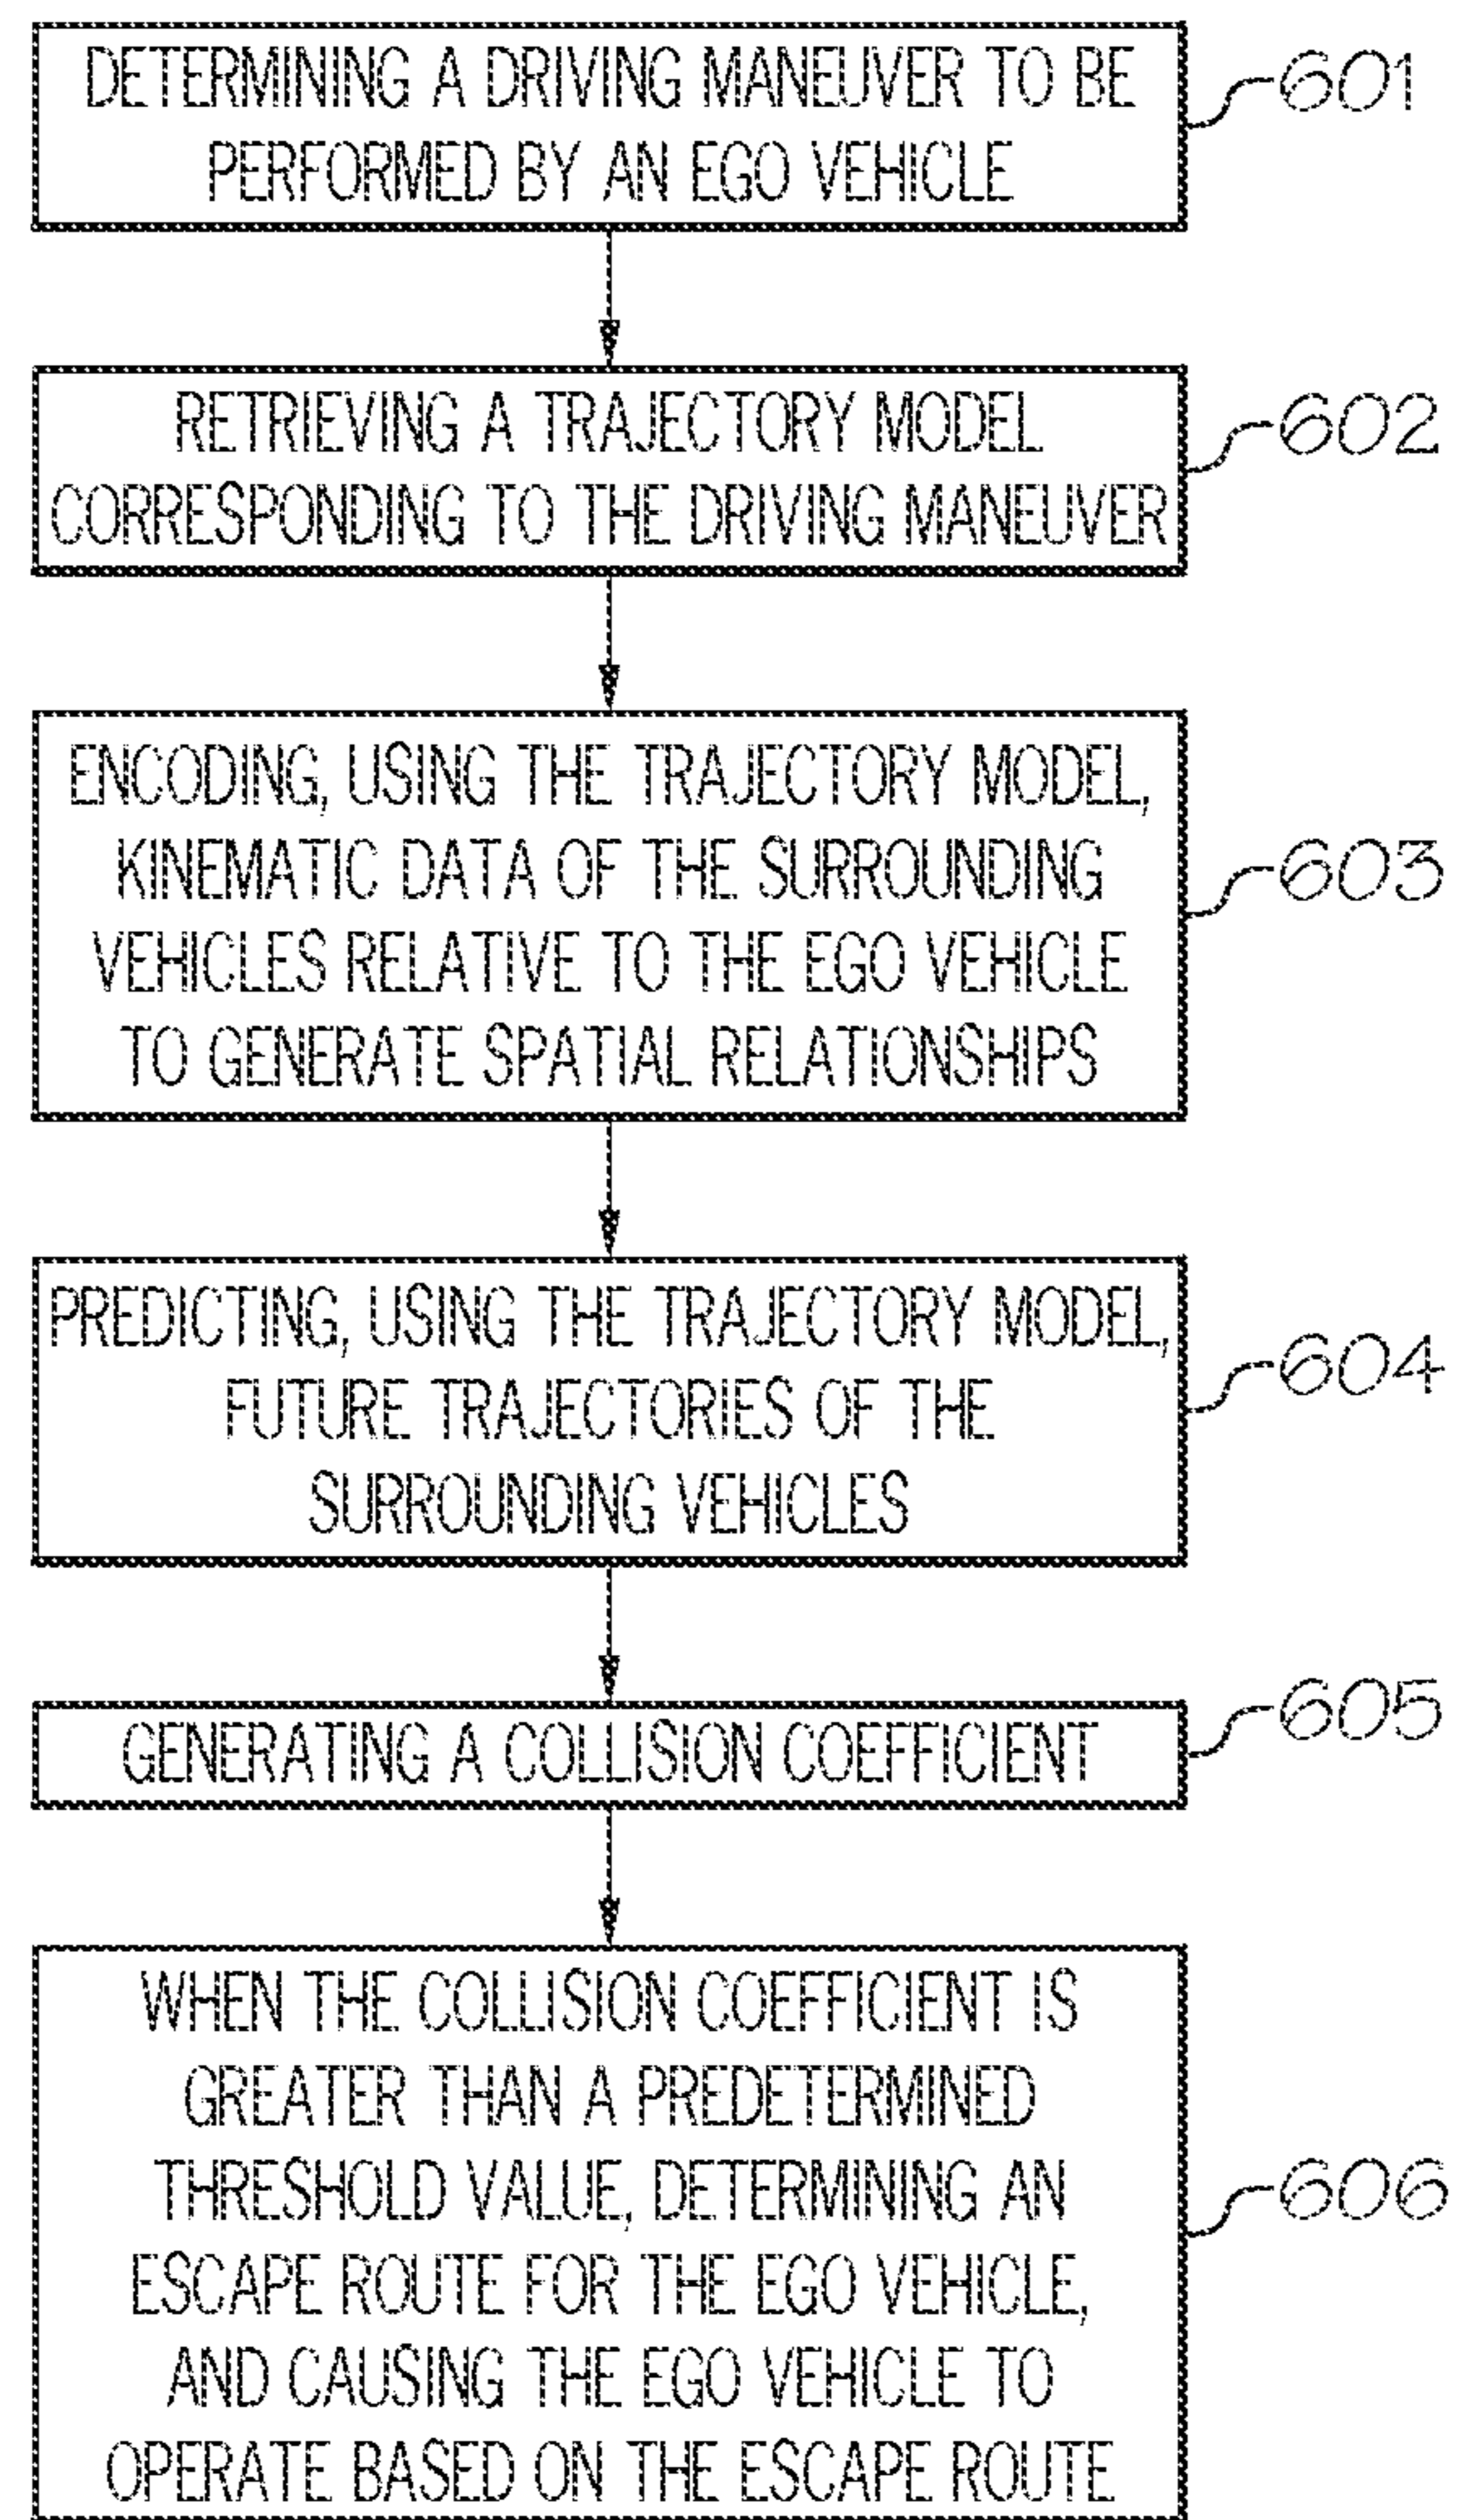 DETERMINING A DRIVING MANEUVER TO BE
PERFORMED BY AN EGO VEHICLE
601
RETRIEVING A TRAJECTORY MODEL
CORRESPONDING TO THE DRIVING MANEUVER
602
ENCODING, USING THE TRAJECTORY MODEL,
KINEMATIC DATA OF THE SURROUNDING
VEHICLES RELATIVE TO THE EGO VEHICLE
TO GENERATE SPATIAL RELATIONSHIPS
603
PREDICTING, USING THE TRAJECTORY MODEL,
FUTURE TRAJECTORIES OF THE
SURROUNDING VEHICLES
604
GENERATING A COLLISION COEFFICIENT
605
WHEN THE COLLISION COEFFICIENT IS
GREATER THAN A PREDETERMINED
THRESHOLD VALUE, DETERMINING AN
ESCAPE ROUTE FOR THE EGO VEHICLE,
AND CAUSING THE EGO VEHICLE TO
OPERATE BASED ON THE ESCAPE ROUTE
606